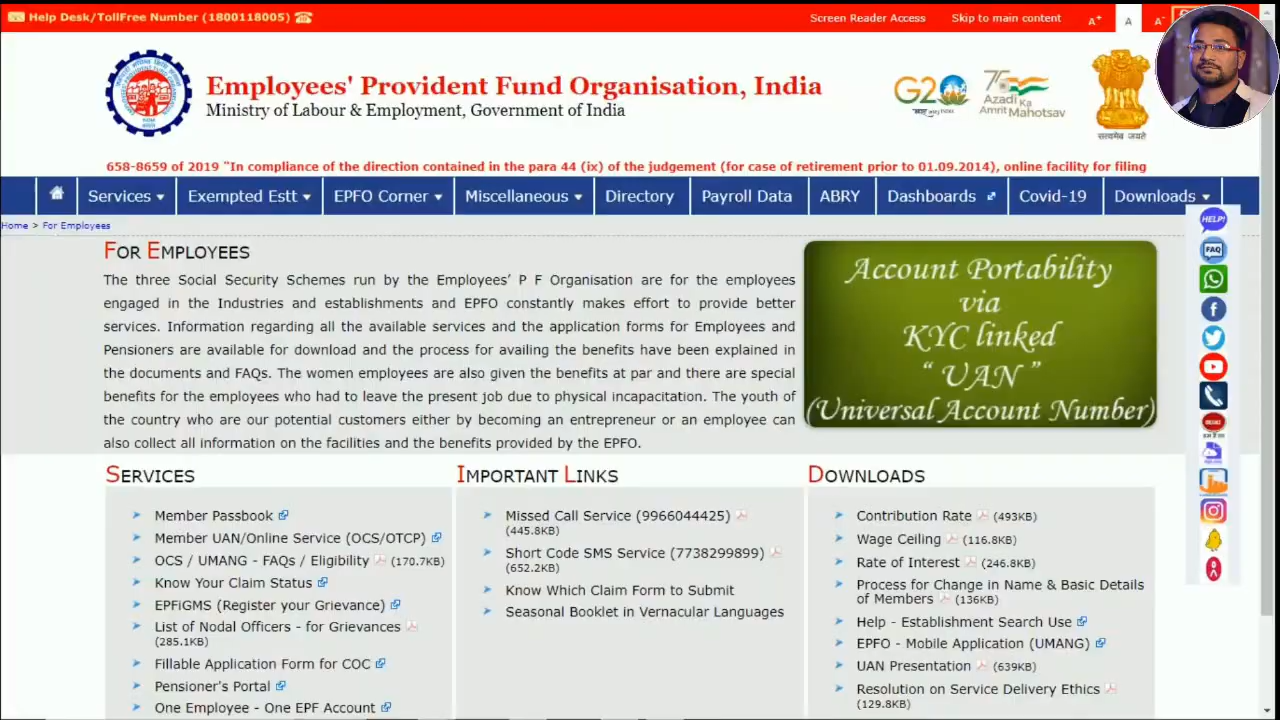 Help Desk/TollFree Number (1800118005)
Screen Reader Access
Skip to main content
A+
A
A-
Employees' Provident Fund Organisation, India
Ministry of Labour & Employment, Government of India
G20
75
Azadi Ka
Amrit Mahotsav
सत्यमेव जयते
658-8659 of 2019 "In compliance of the direction contained in the para 44 (ix) of the judgement (for case of retirement prior to 01.09.2014), online facility for filing
Services
Exempted Estt
EPFO Corner
Miscellaneous
Directory
Payroll Data
ABRY
Dashboards
Covid-19
Downloads
Home > For Employees
HELP!
FAQ
FOR EMPLOYEES
The three Social Security Schemes run by the Employees’ P F Organisation are for the employees
engaged in the Industries and establishments and EPFO constantly makes effort to provide better
services. Information regarding all the available services and the application forms for Employees and
Pensioners are available for download and the process for availing the benefits have been explained in
the documents and FAQs. The women employees are also given the benefits at par and there are special
benefits for the employees who had to leave the present job due to physical incapacitation. The youth of
the country who are our potential customers either by becoming an entrepreneur or an employee can
also collect all information on the facilities and the benefits provided by the EPFO.
Account Portability
via
KYC linked
“ UAN ”
(Universal Account Number)
SERVICES
Member Passbook
Member UAN/Online Service (OCS/OTCP)
OCS / UMANG - FAQs / Eligibility (170.7KB)
Know Your Claim Status
EPFiGMS (Register your Grievance)
List of Nodal Officers - for Grievances
(285.1KB)
Fillable Application Form for COC
Pensioner's Portal
One Employee - One EPF Account
IMPORTANT LINKS
Missed Call Service (9966044425)
(445.8KB)
Short Code SMS Service (7738299899)
(652.2KB)
Know Which Claim Form to Submit
Seasonal Booklet in Vernacular Languages
DOWNLOADS
Contribution Rate (493KB)
Wage Ceiling (116.8KB)
Rate of Interest (246.8KB)
Process for Change in Name & Basic Details
of Members (136KB)
Help - Establishment Search Use
EPFO - Mobile Application (UMANG)
UAN Presentation (639KB)
Resolution on Service Delivery Ethics
(129.8KB)